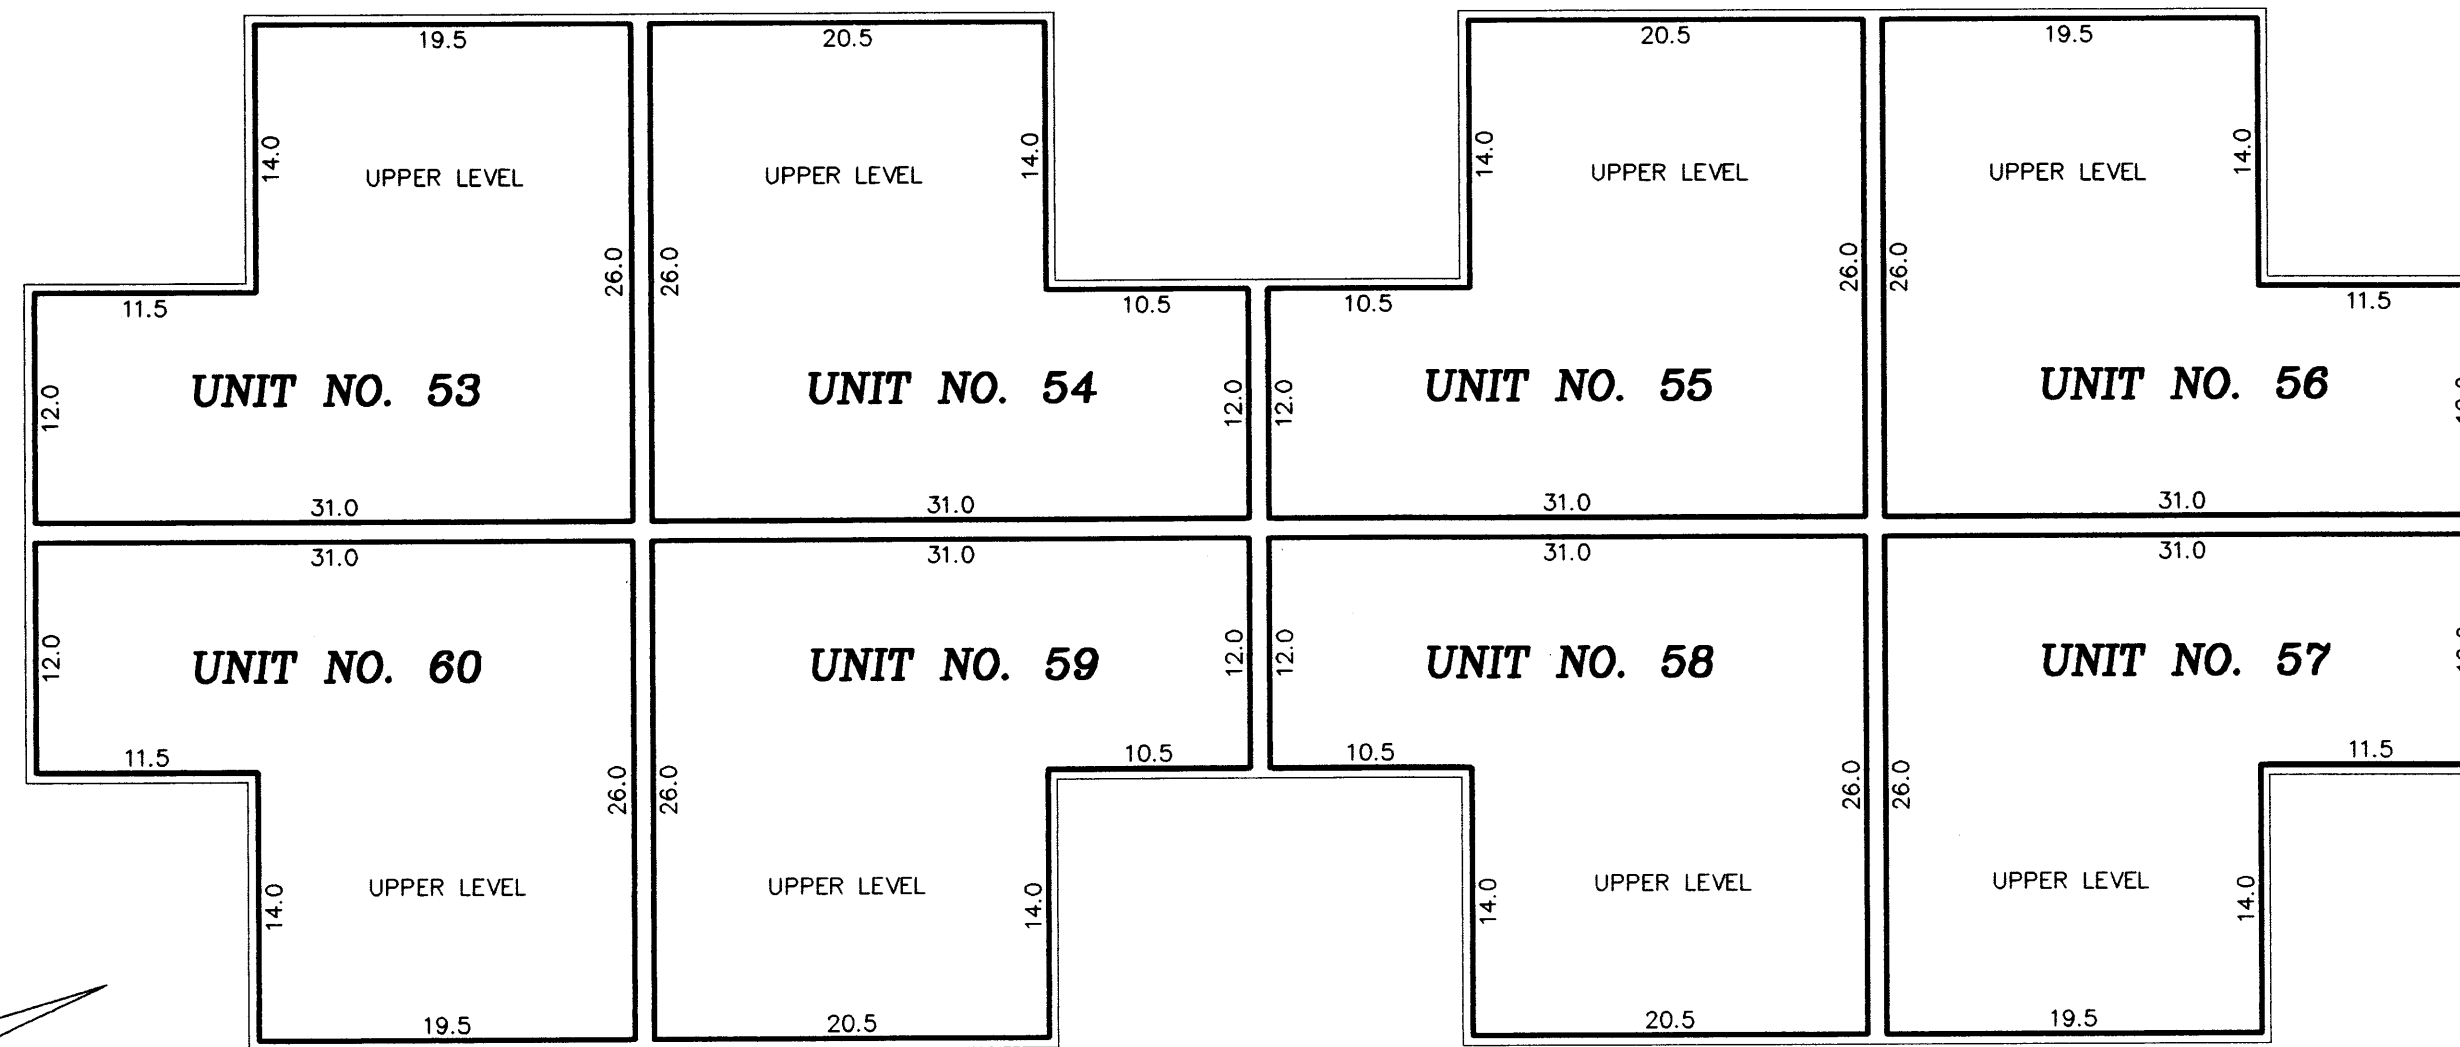 19.5
20.5
20.5
19.5
14.0
UPPER LEVEL
UPPER LEVEL
14.0
14.0
UPPER LEVEL
UPPER LEVEL
14.0
26.0
26.0
26.0
26.0
11.5
10.5
10.5
11.5
12.0
UNIT NO. 53
UNIT NO. 54
12.0
12.0
UNIT NO. 55
UNIT NO. 56
31.0
31.0
31.0
31.0
31.0
31.0
31.0
31.0
12.0
UNIT NO. 60
UNIT NO. 59
12.0
12.0
UNIT NO. 58
UNIT NO. 57
11.5
10.5
10.5
11.5
26.0
26.0
26.0
26.0
14.0
UPPER LEVEL
UPPER LEVEL
14.0
14.0
UPPER LEVEL
UPPER LEVEL
14.0
19.5
20.5
20.5
19.5